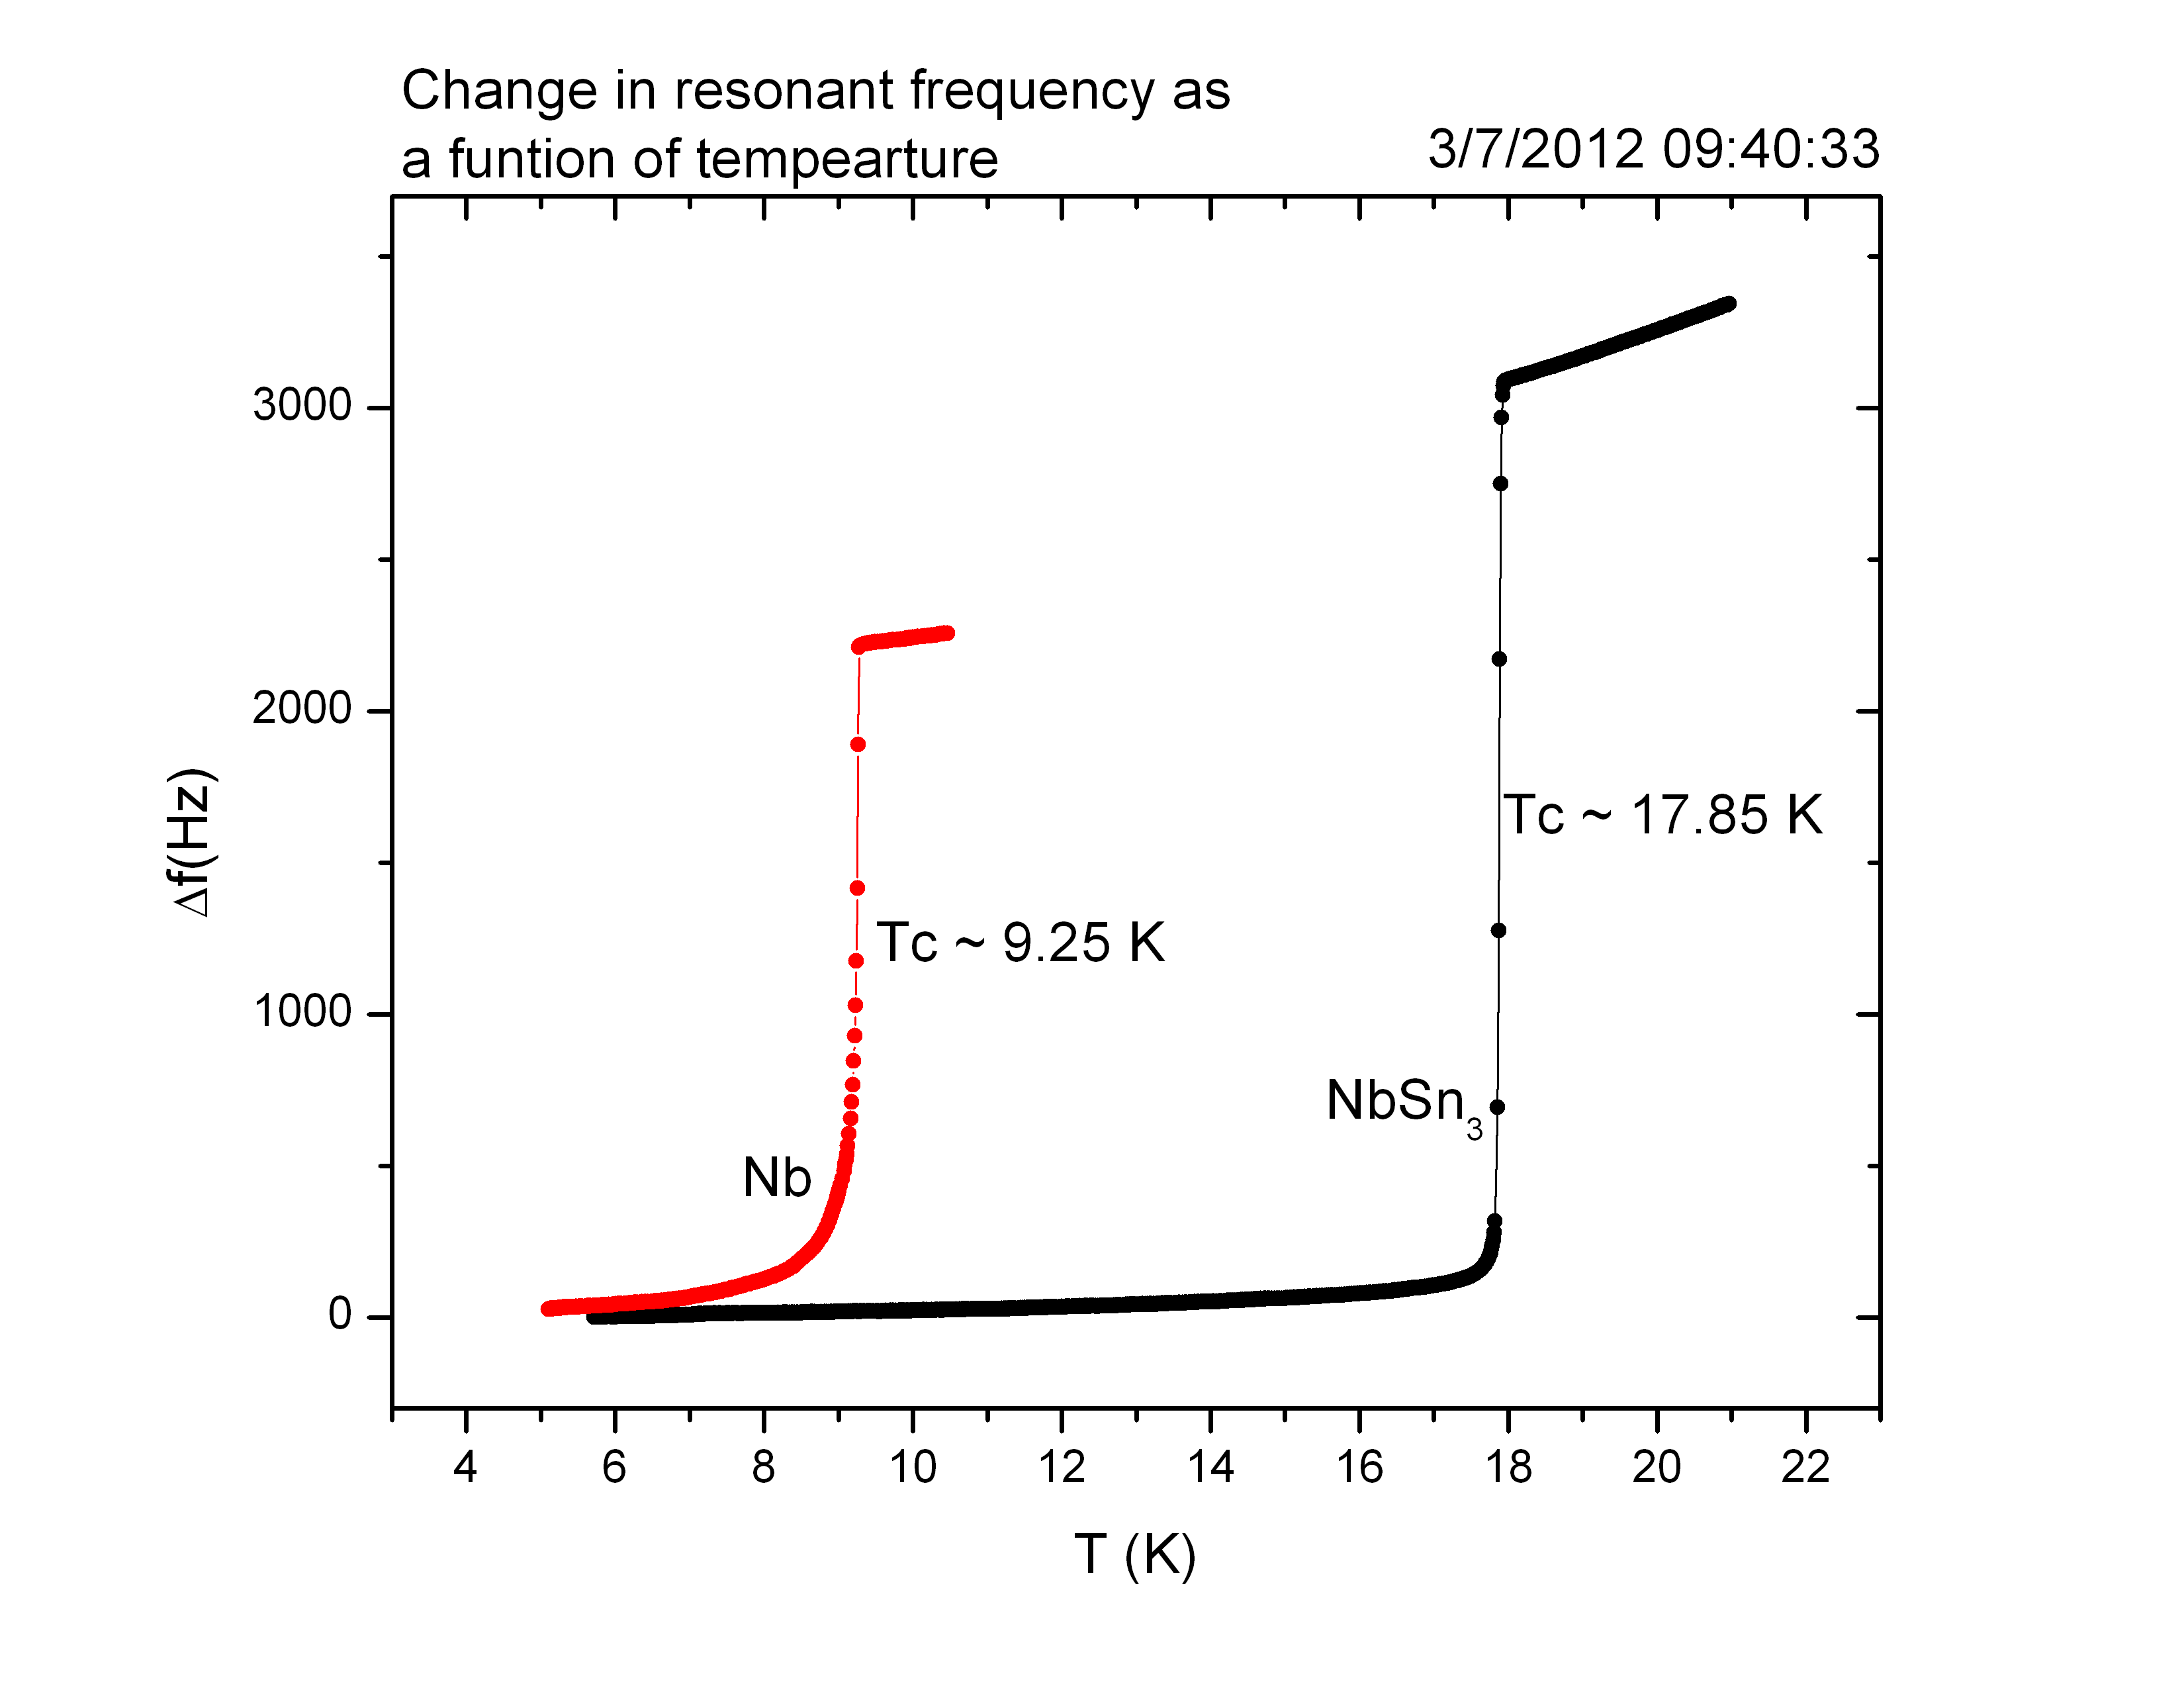 Change in resonant frequency as
a funtion of tempearture
3/7/2012 09:40:33
3000
2000
1000
0
Δf(Hz)
Tc ~ 17.85 K
Tc ~ 9.25 K
NbSn₃
Nb
4 6 8 10 12 14 16 18 20 22
T (K)